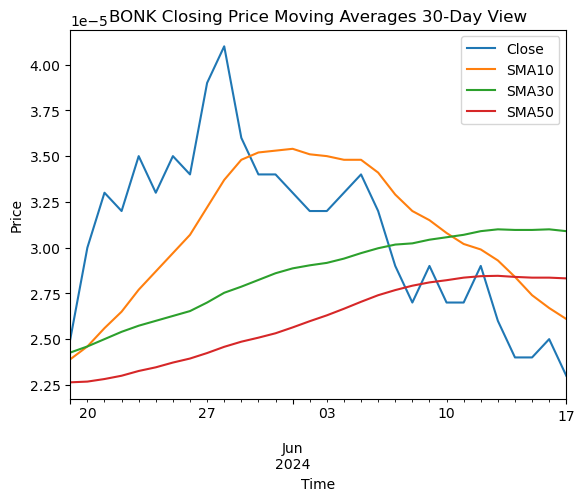 BONK Closing Price Moving Averages 30-Day View
1e−5
4.00
3.75
3.50
3.25
3.00
2.75
2.50
2.25
Price
Close
SMA10
SMA30
SMA50
20
27
03
10
17
Jun
2024
Time